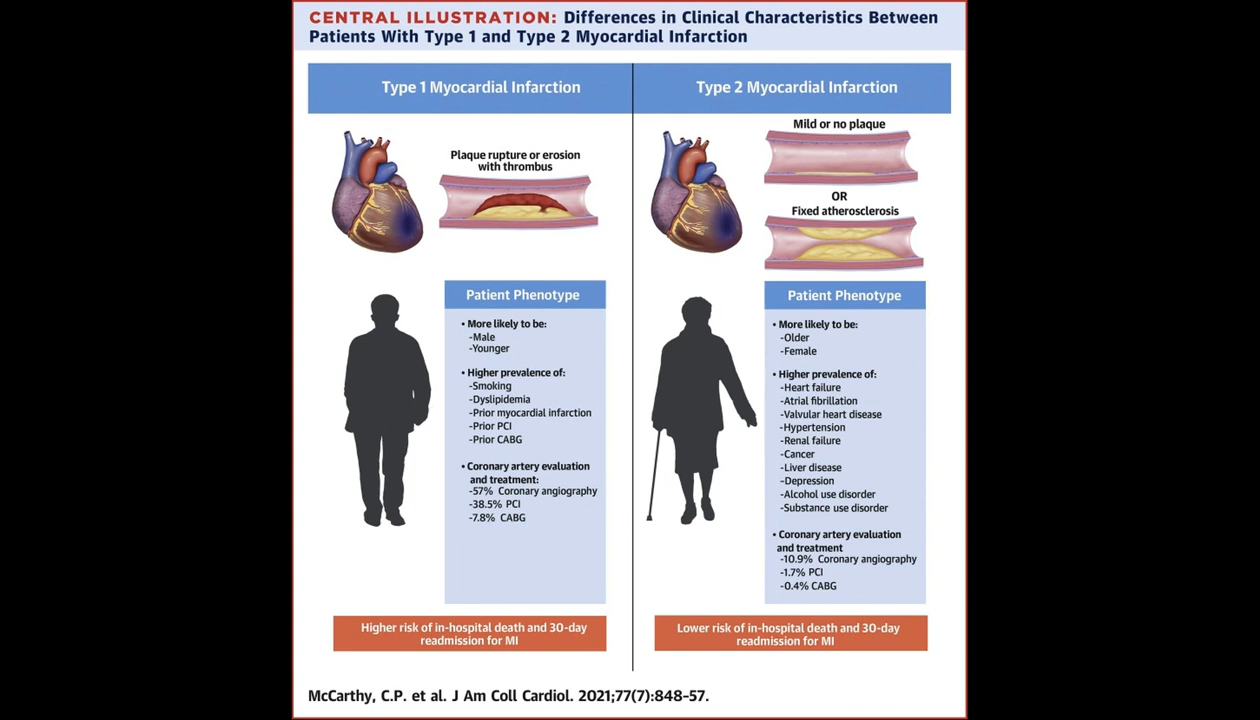 CENTRAL ILLUSTRATION: Differences in Clinical Characteristics Between
Patients With Type 1 and Type 2 Myocardial Infarction
Type 1 Myocardial Infarction
Plaque rupture or erosion
with thrombus
Patient Phenotype
• More likely to be:
-Male
-Younger
• Higher prevalence of:
-Smoking
-Dyslipidemia
-Prior myocardial infarction
-Prior PCI
-Prior CABG
• Coronary artery evaluation
and treatment:
-57% Coronary angiography
-38.5% PCI
-7.8% CABG
Higher risk of in-hospital death and 30-day
readmission for MI
Type 2 Myocardial Infarction
Mild or no plaque
OR
Fixed atherosclerosis
Patient Phenotype
• More likely to be:
-Older
-Female
• Higher prevalence of:
-Heart failure
-Atrial fibrillation
-Valvular heart disease
-Hypertension
-Renal failure
-Cancer
-Liver disease
-Depression
-Alcohol use disorder
-Substance use disorder
• Coronary artery evaluation
and treatment
-10.9% Coronary angiography
-1.7% PCI
-0.4% CABG
Lower risk of in-hospital death and 30-day
readmission for MI
McCarthy, C.P. et al. J Am Coll Cardiol. 2021;77(7):848-57.